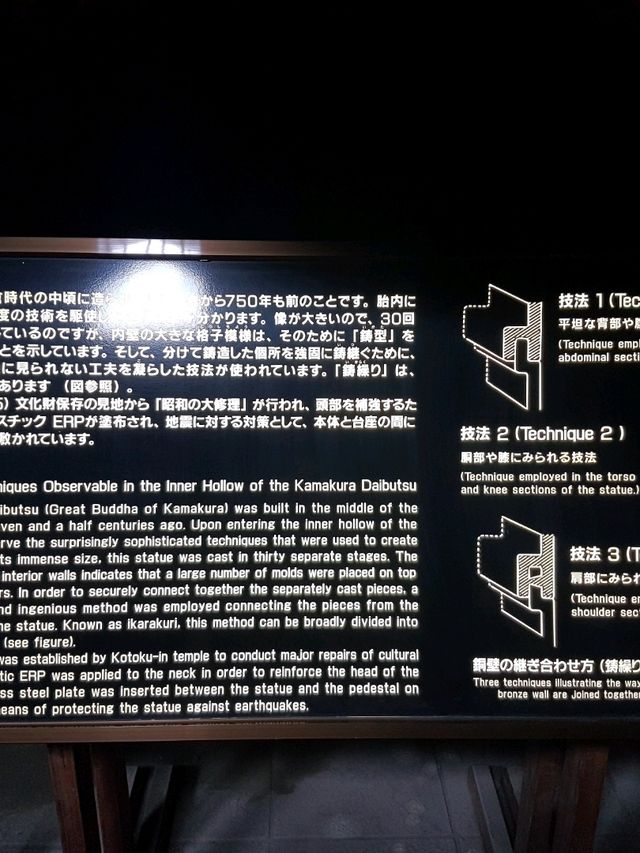 時代の中頃に造ら から750年も前のことです。胎内に
度の技術を駆使し 分かります。像が大きいので、30回
ているのですが、内壁の大きな格子模様は、そのために「鋳型」を
とを示しています。そして、分けて鋳造した個所を強固に鋳継ぐために、
に見られない工夫を凝らした技法が使われています。「鋳繰り」は、
あります （図参照）。
5）文化財保存の見地から「昭和の大修理」が行われ、頭部を補強するた
スチック ERPが塗布され、地震に対する対策として、本体と台座の間に
敷かれています。
niques Observable in the Inner Hollow of the Kamakura Daibutsu
ibutsu (Great Buddha of Kamakura) was built in the middle of the
ven and a half centuries ago. Upon entering the inner hollow of the
rve the surprisingly sophisticated techniques that were used to create
ts immense size, this statue was cast in thirty separate stages. The
interior walls indicates that a large number of molds were placed on top
rs. In order to securely connect together the separately cast pieces, a
nd ingenious method was employed connecting the pieces from the
he statue. Known as ikarakuri, this method can be broadly divided into
(see figure).
was established by Kotoku-in temple to conduct major repairs of cultural
tic ERP was applied to the neck in order to reinforce the head of the
ss steel plate was inserted between the statue and the pedestal on
eans of protecting the statue against earthquakes.
技法 1 (Tec
平坦な背部や腹
(Technique empl
abdominal secti
技法 2 (Technique 2 )
胴部や膝にみられる技法
(Technique employed in the torso
and knee sections of the statue.)
技法 3 (T
肩部にみられ
(Technique em
shoulder sect
銅壁の継ぎ合わせ方（鋳繰り
Three techniques illustrating the way
bronze wall are joined together